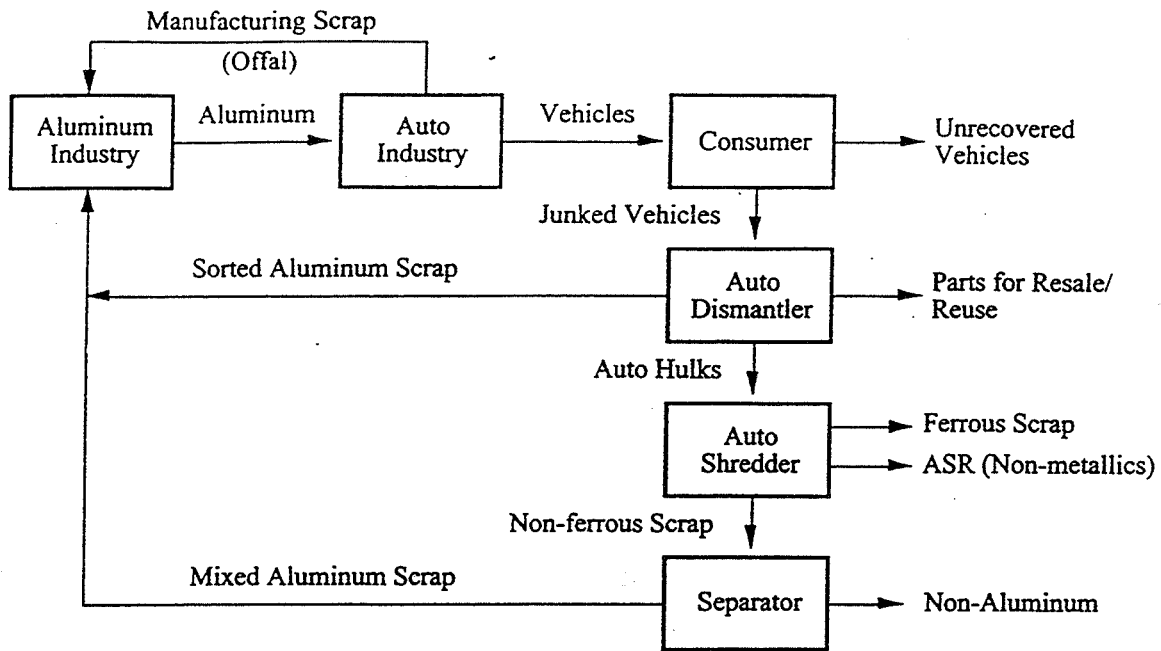 Manufacturing Scrap
(Offal)
Aluminum
Industry
Aluminum
Auto
Industry
Vehicles
Consumer
Unrecovered
Vehicles
Junked Vehicles
Sorted Aluminum Scrap
Auto
Dismantler
Parts for Resale/
Reuse
Auto Hulks
Auto
Shredder
Ferrous Scrap
ASR (Non-metallics)
Non-ferrous Scrap
Mixed Aluminum Scrap
Separator
Non-Aluminum